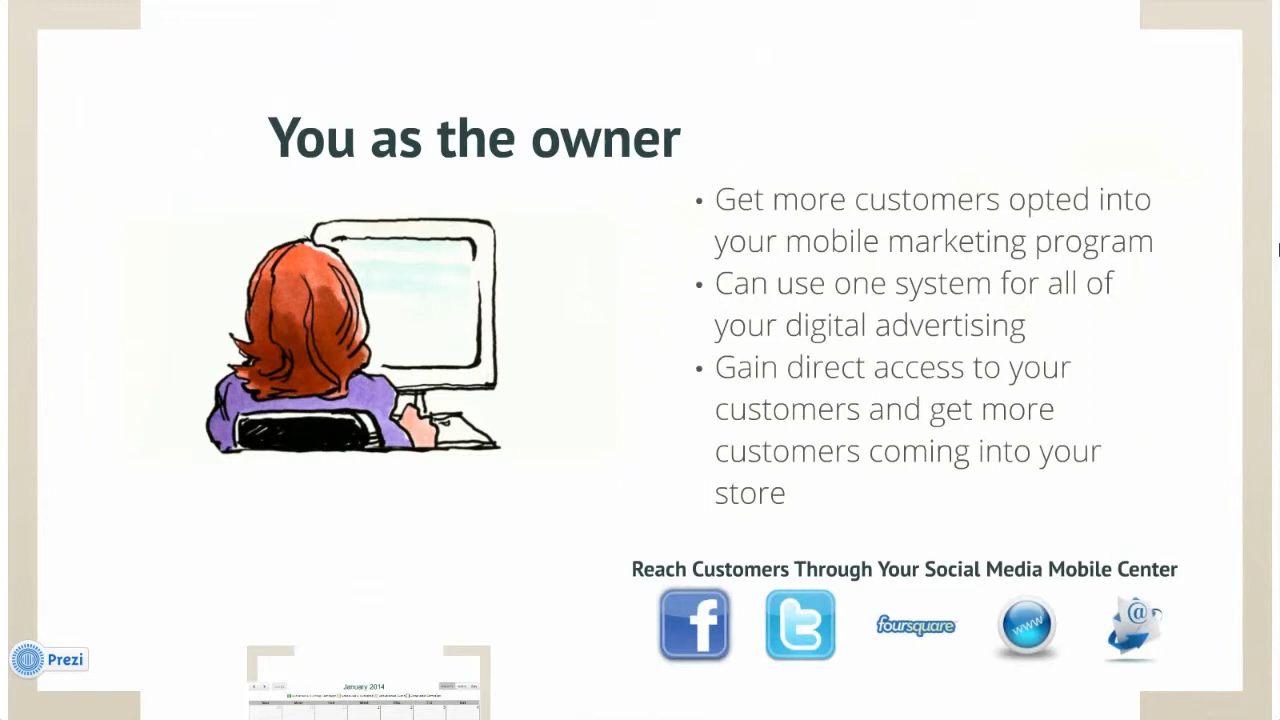 You as the owner
• Get more customers opted into
your mobile marketing program
• Can use one system for all of
your digital advertising
• Gain direct access to your
customers and get more
customers coming into your
store
Reach Customers Through Your Social Media Mobile Center
f
t
foursquare
www
@
Prezi
January 2014